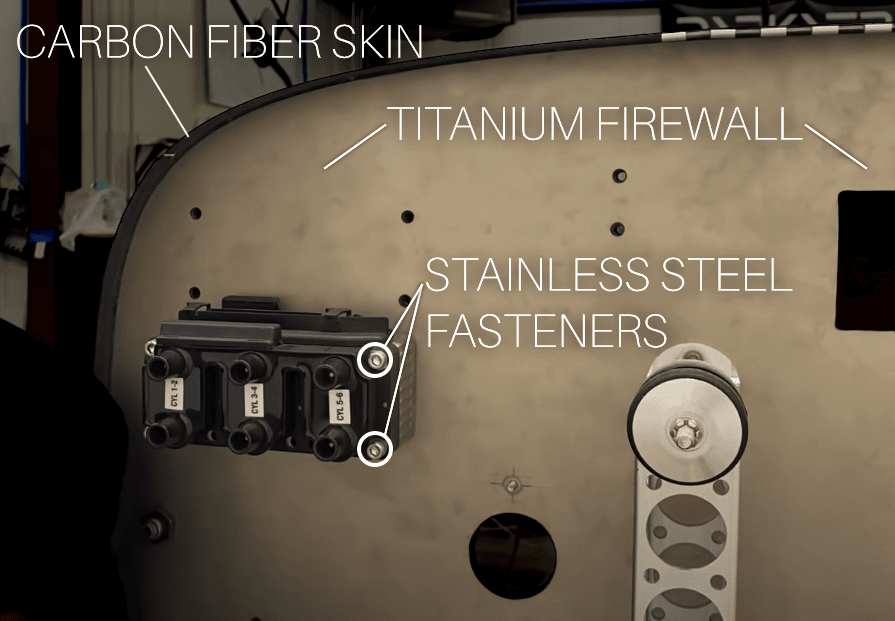 CARBON FIBER SKIN
TITANIUM FIREWALL
STAINLESS STEEL
FASTENERS
CYL 1-2
CYL 3-4
CYL 5-6